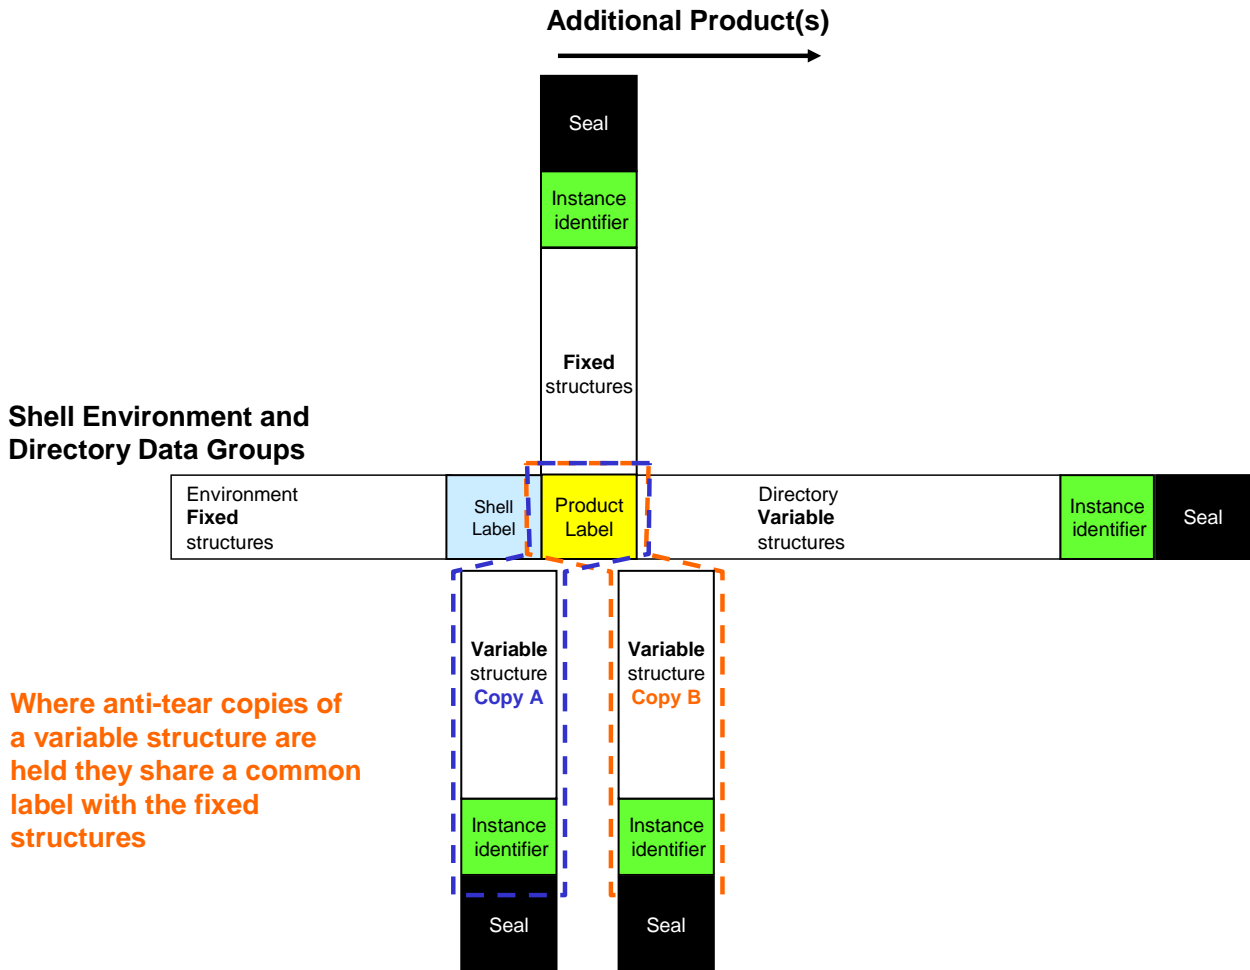 Additional Product(s)
Seal
Instance
identifier
Fixed
structures
Shell Environment and
Directory Data Groups
Environment
Fixed
structures
Shell
Label
Product
Label
Directory
Variable
structures
Instance
identifier
Seal
Variable
structure
Copy A
Variable
structure
Copy B
Where anti-tear copies of
a variable structure are
held they share a common
label with the fixed
structures
Instance
identifier
Instance
identifier
Seal
Seal